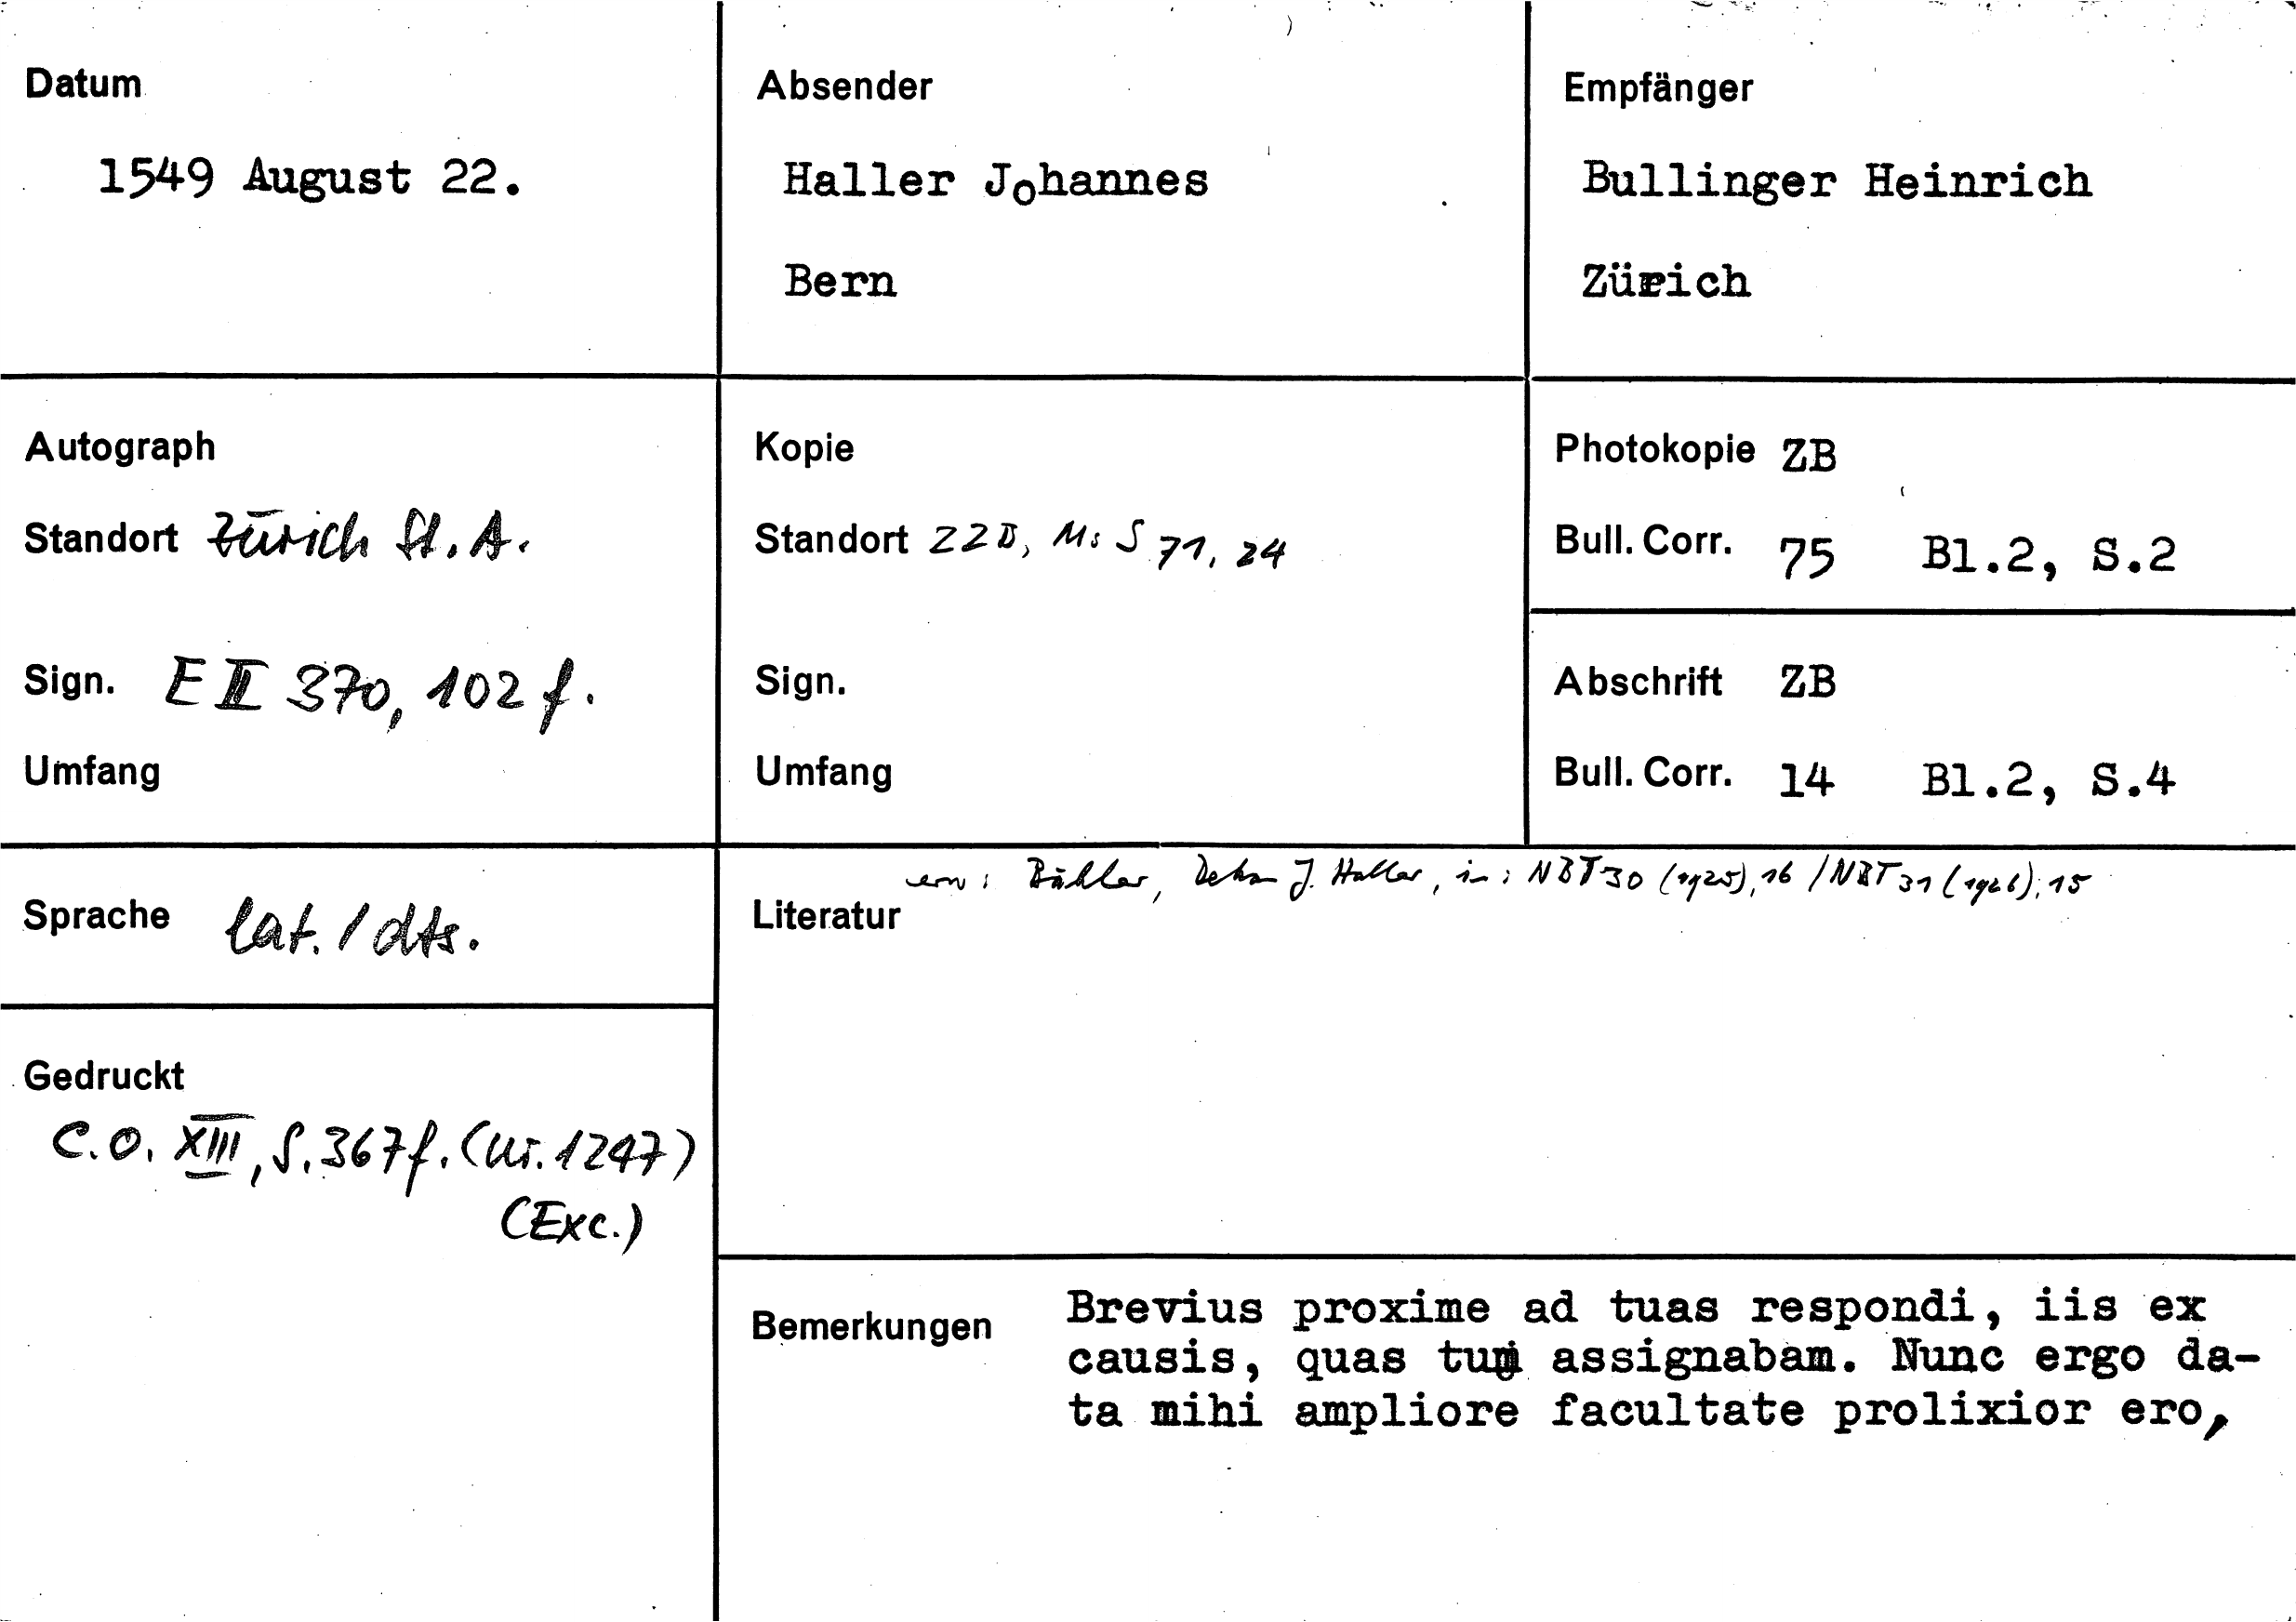 Datum
1549 August 22.
Absender
Haller Johannes
Bern
Empfänger
Bullinger Heinrich
Zürich
Autograph
Standort Zürich St. A.
Sign. E II 370, 102 f.
Umfang
Kopie
Standort ZZB, Ms S 71, 24
Sign.
Umfang
Photokopie ZB
Bull. Corr. 75 Bl.2, S.2
Abschrift ZB
Bull. Corr. 14 Bl.2, S.4
Sprache lat. / dts.
Gedruckt
C.O. XIII, S. 367 f. (Nr. 1247)
(Exc.)
erw: Bähler, Dekan J. Haller, in: NBT 30 (1925), 16 / NBT 31 (1926), 15
Literatur
Bemerkungen
Brevius proxime ad tuas respondi, iis ex
causis, quas tum assignabam. Nunc ergo da-
ta mihi ampliore facultate prolixior ero,